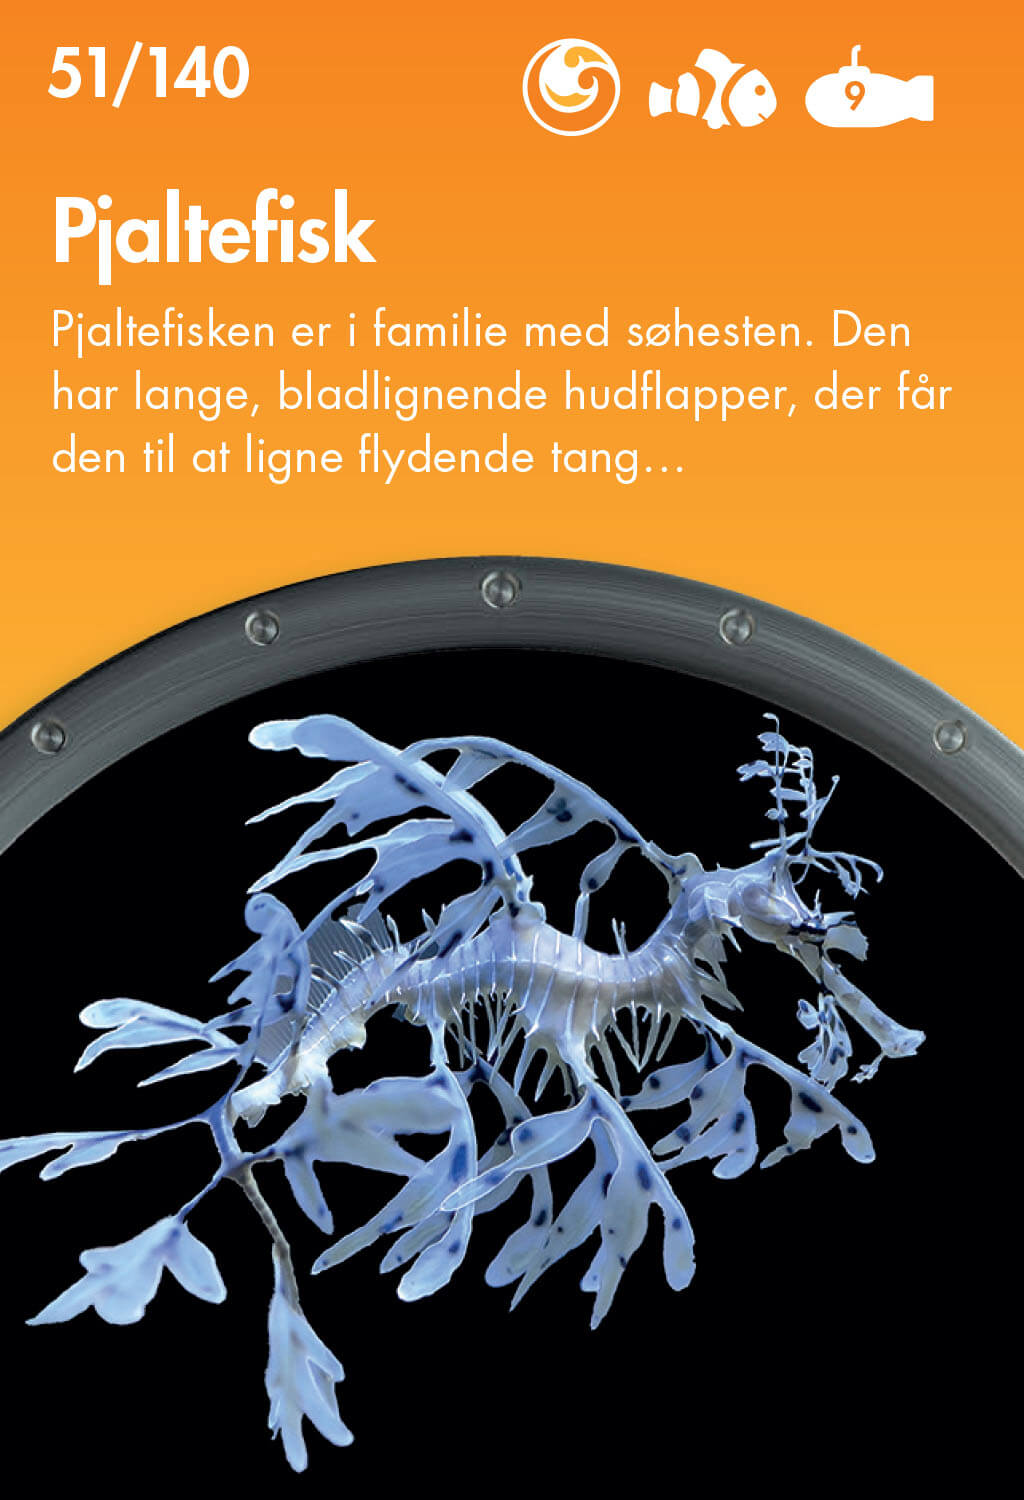 51/140
9
Pjaltefisk
Pjaltefisken er i familie med søhesten. Den
har lange, bladlignende hudflapper, der får
den til at ligne flydende tang...